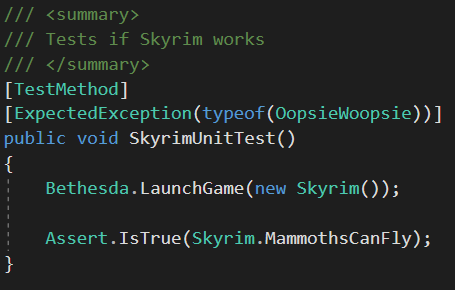 /// <summary>
/// Tests if Skyrim works
/// </summary>
[TestMethod]
[ExpectedException(typeof(OopsieWoopsie))]
public void SkyrimUnitTest()
{
Bethesda.LaunchGame(new Skyrim());
Assert.IsTrue(Skyrim.MammothsCanFly);
}